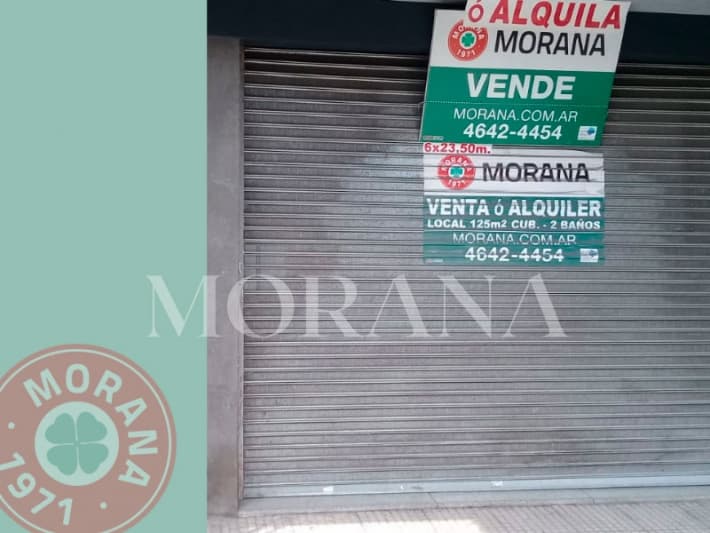 ó ALQUILA
MORANA
1971
MORANA
VENDE
MORANA.COM.AR
4642-4454
6x23,50m.
MORANA
1971
MORANA
VENTA ó ALQUILER
LOCAL 125m2 CUB. - 2 BAÑOS
MORANA.COM.AR
4642-4454
MORANA
MORANA
· 1971 ·